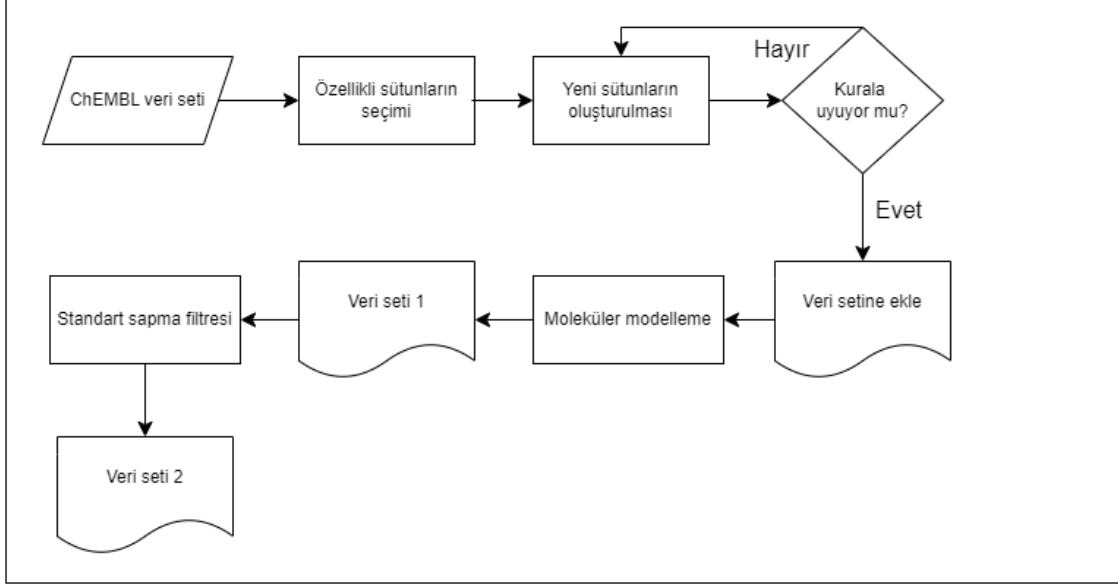 Hayır
ChEMBL veri seti
Özellikli sütunların
seçimi
Yeni sütunların
oluşturulması
Kurala
uyuyor mu?
Evet
Standart sapma filtresi
Veri seti 1
Moleküler modelleme
Veri setine ekle
Veri seti 2